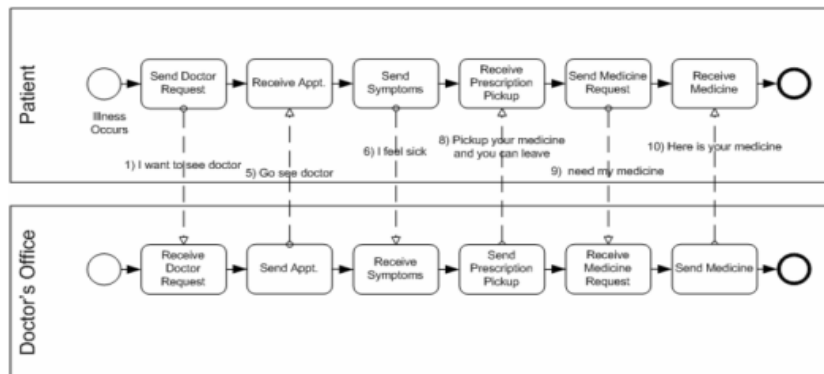 Patient
Send Doctor
Request
Receive Appt.
Send
Symptoms
Receive
Prescription
Pickup
Send Medicine
Request
Receive
Medicine
Illness
Occurs
1) I want to see doctor
5) Go see doctor
6) I feel sick
8) Pickup your medicine
and you can leave
9) need my medicine
10) Here is your medicine
Doctor's Office
Receive
Doctor
Request
Send Appt.
Receive
Symptoms
Send
Prescription
Pickup
Receive
Medicine
Request
Send Medicine